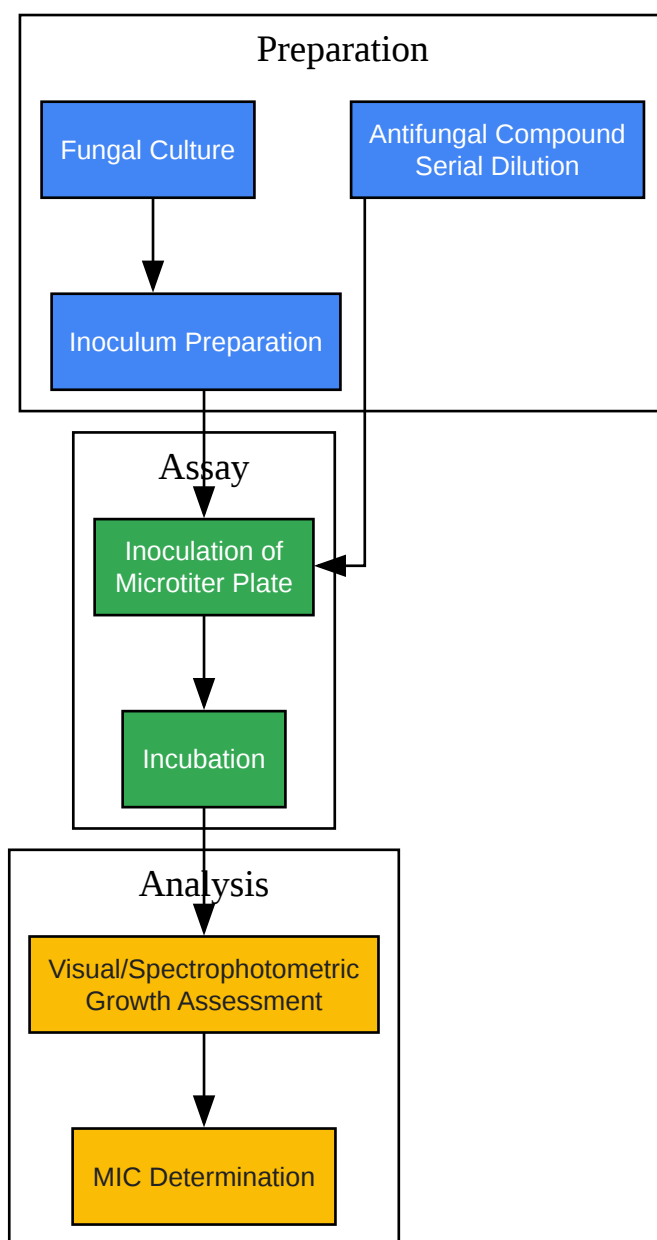 Preparation
Fungal Culture
Antifungal Compound
Serial Dilution
Inoculum Preparation
Assay
Inoculation of
Microtiter Plate
Incubation
Analysis
Visual/Spectrophotometric
Growth Assessment
MIC Determination